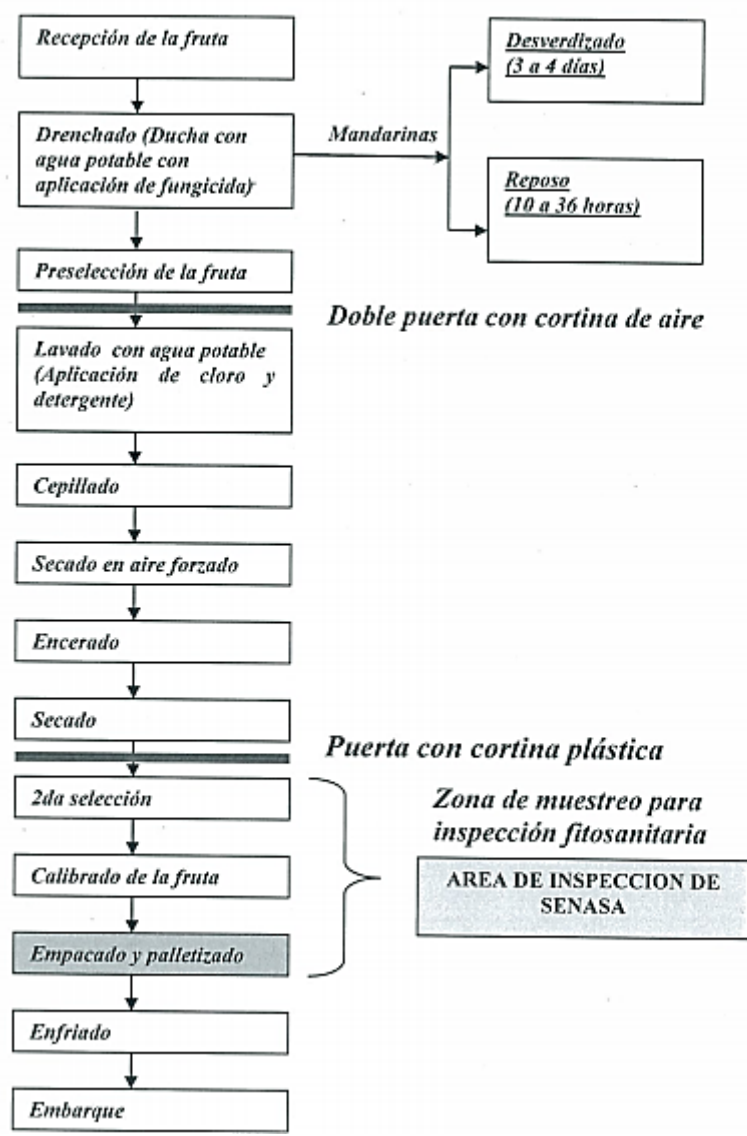 Recepción de la fruta
Desverdizado
(3 a 4 días)
Drenchado (Ducha con
agua potable con
aplicación de fungicida)
Mandarinas
Reposo
(10 a 36 horas)
Preselección de la fruta
Doble puerta con cortina de aire
Lavado con agua potable
(Aplicación de cloro y
detergente)
Cepillado
Secado en aire forzado
Encerado
Secado
Puerta con cortina plástica
2da selección
Zona de muestreo para
inspección fitosanitaria
Calibrado de la fruta
AREA DE INSPECCION DE
SENASA
Empacado y palletizado
Enfriado
Embarque